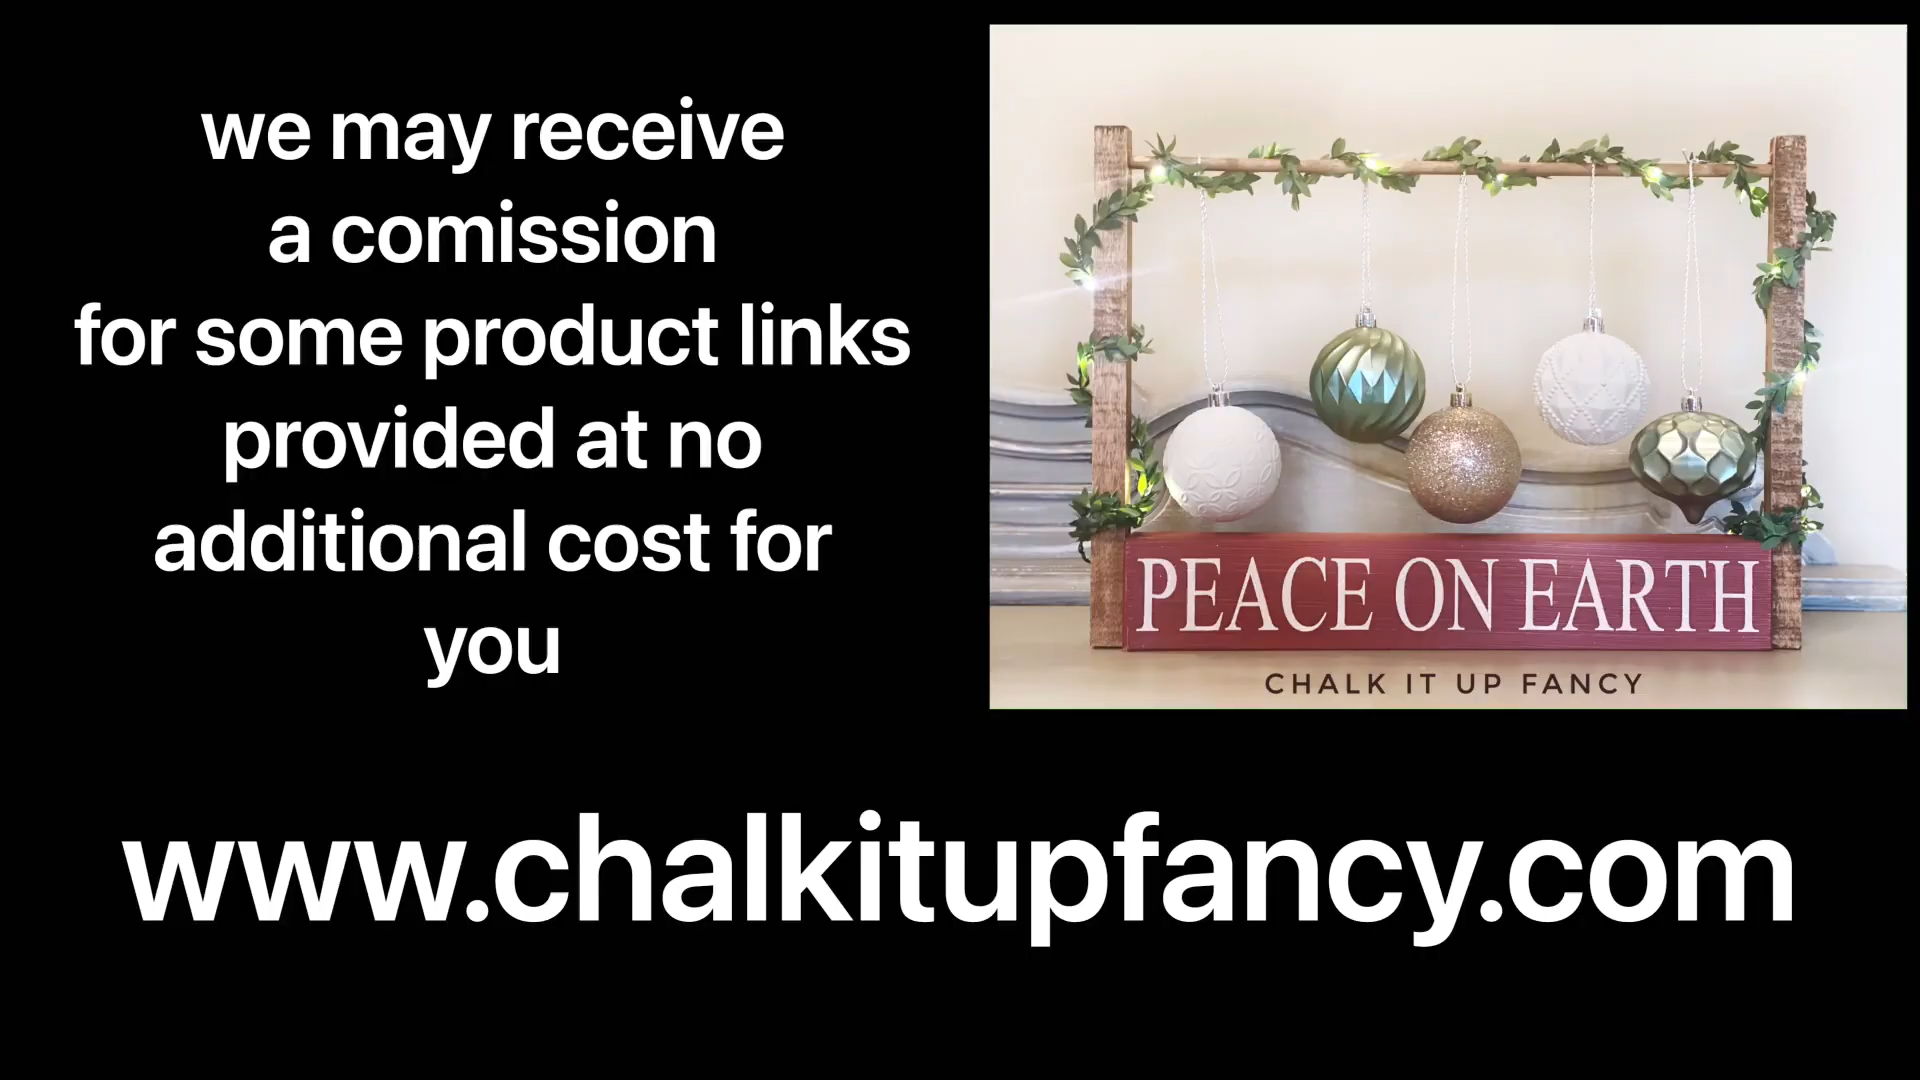 we may receive
a comission
for some product links
provided at no
additional cost for
you
PEACE ON EARTH
CHALK IT UP FANCY
www.chalkitupfancy.com